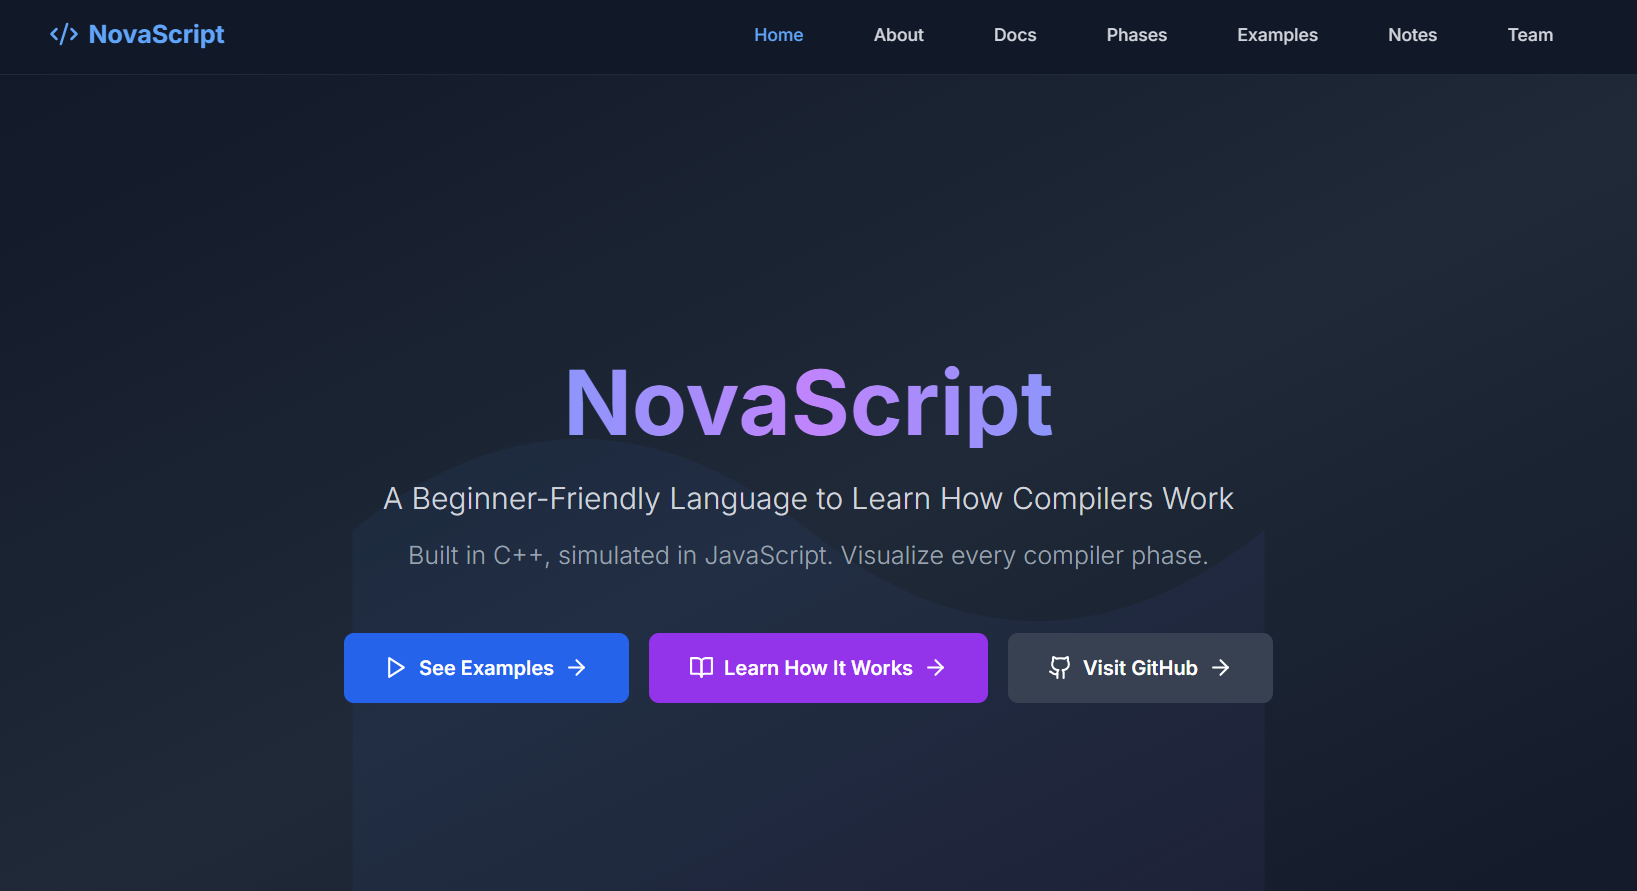 NovaScript Home About Docs Phases Examples Notes Team
NovaScript
A Beginner-Friendly Language to Learn How Compilers Work
Built in C++, simulated in JavaScript. Visualize every compiler phase.
See Examples Learn How It Works Visit GitHub